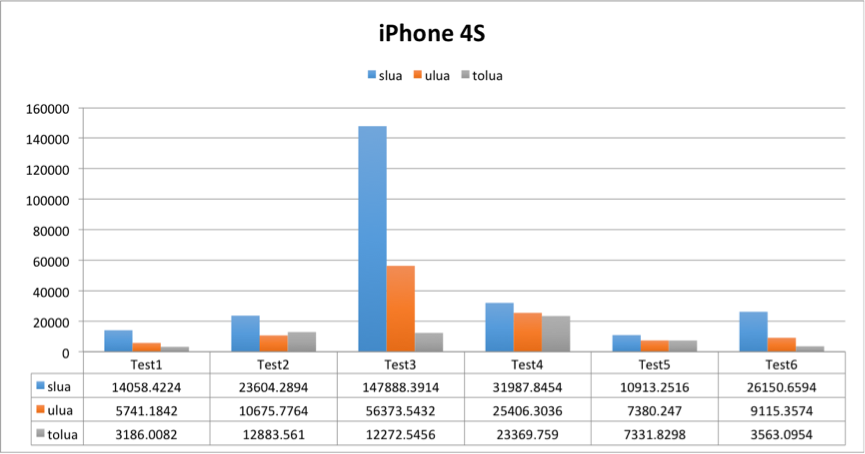 iPhone 4S
slua ulua tolua
160000
140000
120000
100000
80000
60000
40000
20000
0
Test1 Test2 Test3 Test4 Test5 Test6
slua 14058.4224 23604.2894 147888.3914 31987.8454 10913.2516 26150.6594
ulua 5741.1842 10675.7764 56373.5432 25406.3036 7380.247 9115.3574
tolua 3186.0082 12883.561 12272.5456 23369.759 7331.8298 3563.0954